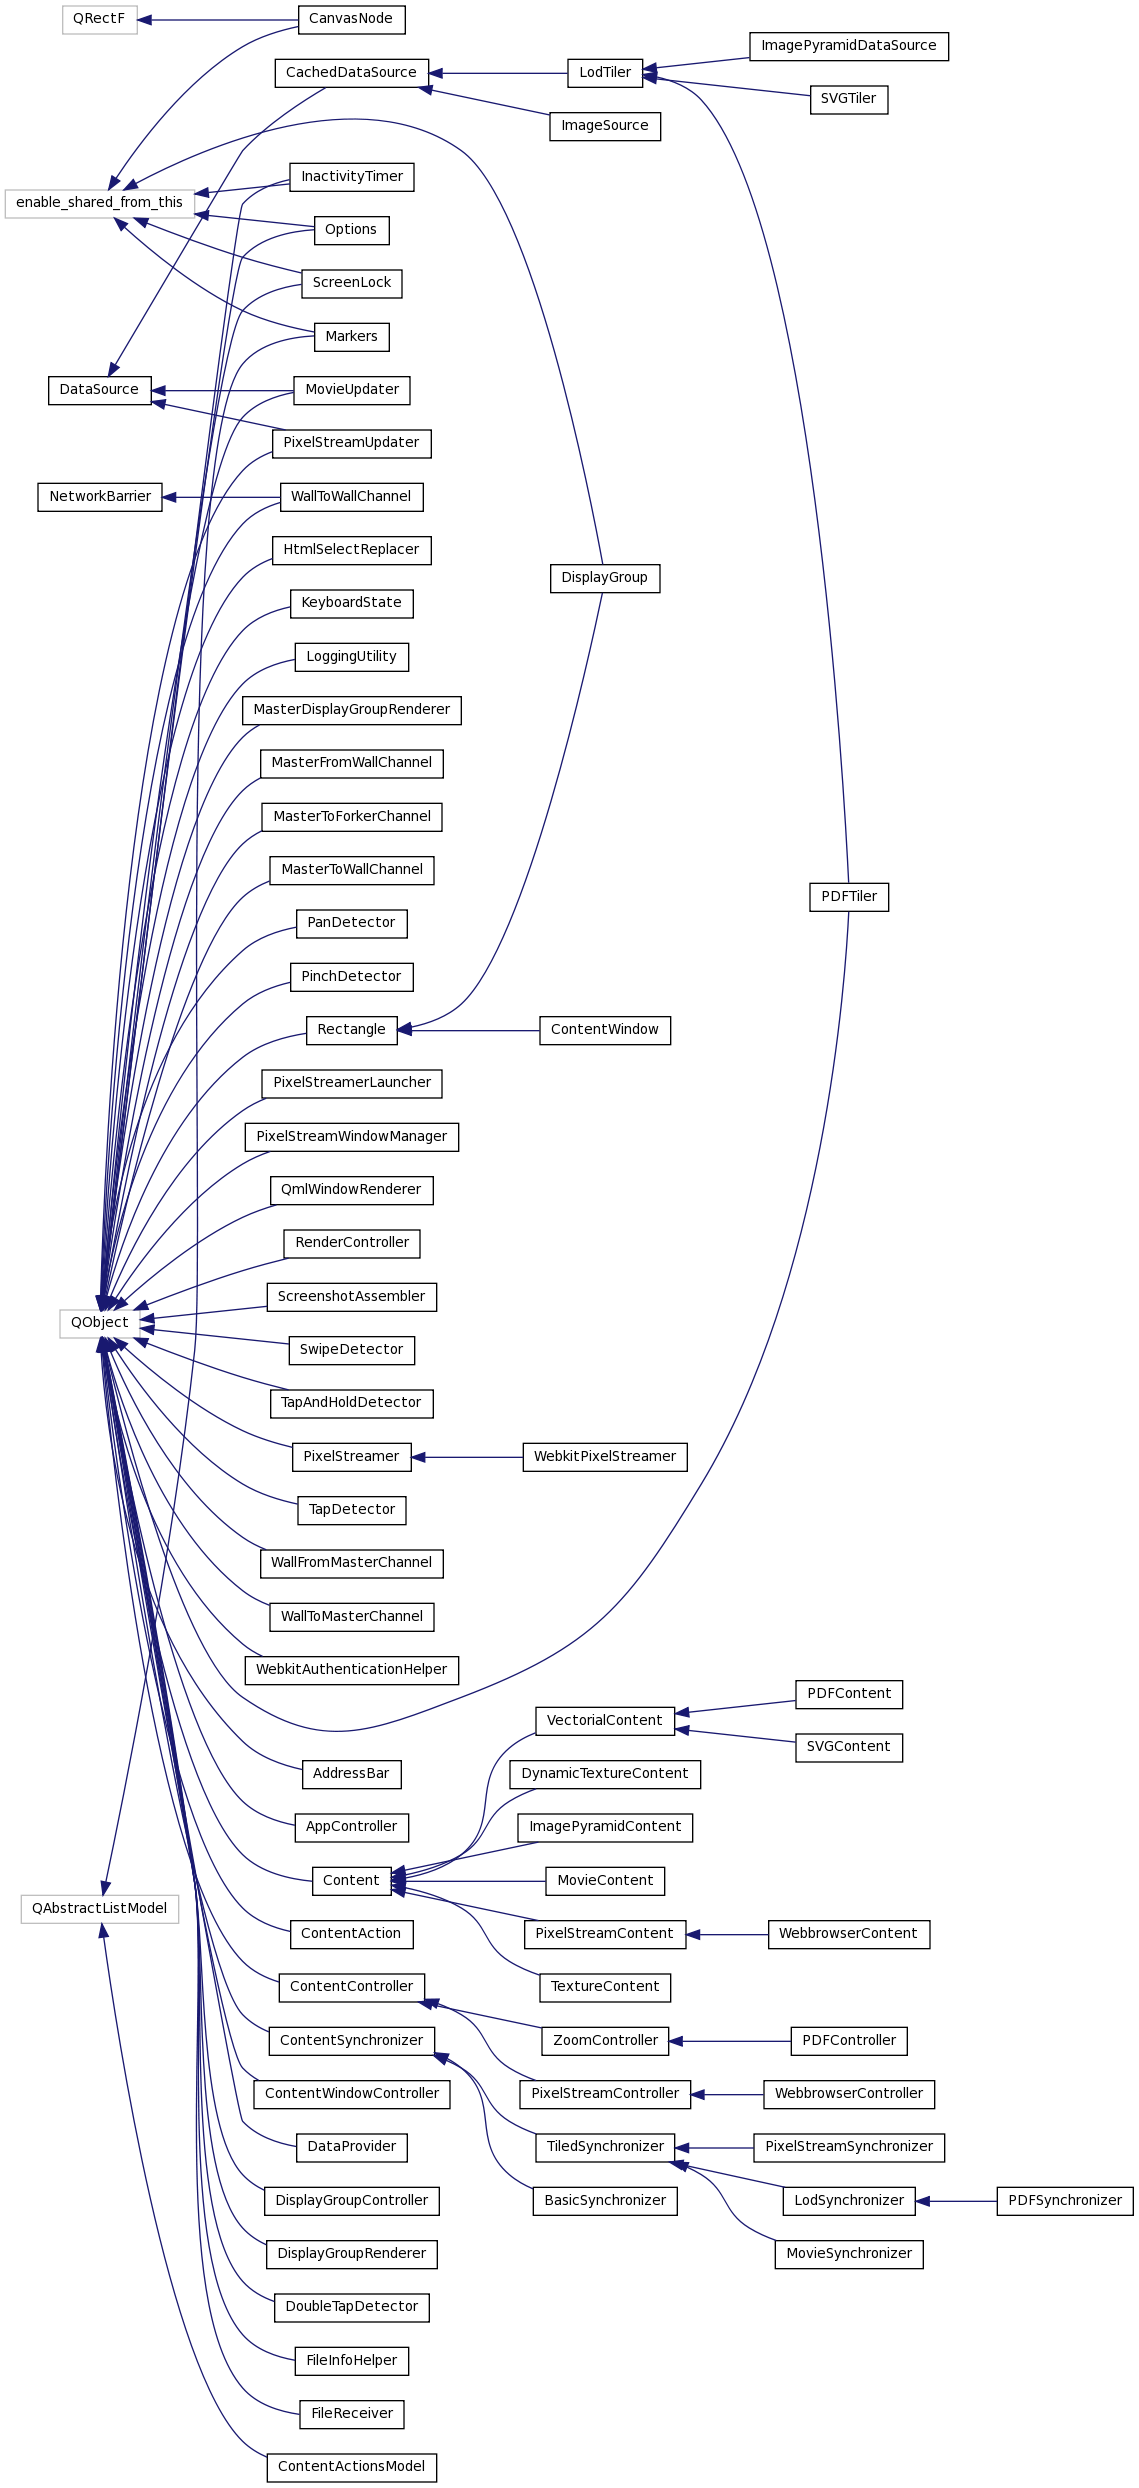 QRectF
CanvasNode
ImagePyramidDataSource
CachedDataSource
LodTiler
SVGTiler
ImageSource
InactivityTimer
enable_shared_from_this
Options
ScreenLock
Markers
DataSource
MovieUpdater
PixelStreamUpdater
NetworkBarrier
WallToWallChannel
HtmlSelectReplacer
DisplayGroup
KeyboardState
LoggingUtility
MasterDisplayGroupRenderer
MasterFromWallChannel
MasterToForkerChannel
MasterToWallChannel
PDFTiler
PanDetector
PinchDetector
Rectangle
ContentWindow
PixelStreamerLauncher
PixelStreamWindowManager
QmlWindowRenderer
RenderController
ScreenshotAssembler
QObject
SwipeDetector
TapAndHoldDetector
PixelStreamer
WebkitPixelStreamer
TapDetector
WallFromMasterChannel
WallToMasterChannel
WebkitAuthenticationHelper
PDFContent
VectorialContent
SVGContent
AddressBar
DynamicTextureContent
AppController
ImagePyramidContent
Content
MovieContent
QAbstractListModel
ContentAction
PixelStreamContent
WebbrowserContent
ContentController
TextureContent
ContentSynchronizer
ZoomController
PDFController
ContentWindowController
PixelStreamController
WebbrowserController
DataProvider
TiledSynchronizer
PixelStreamSynchronizer
DisplayGroupController
BasicSynchronizer
LodSynchronizer
PDFSynchronizer
DisplayGroupRenderer
MovieSynchronizer
DoubleTapDetector
FileInfoHelper
FileReceiver
ContentActionsModel